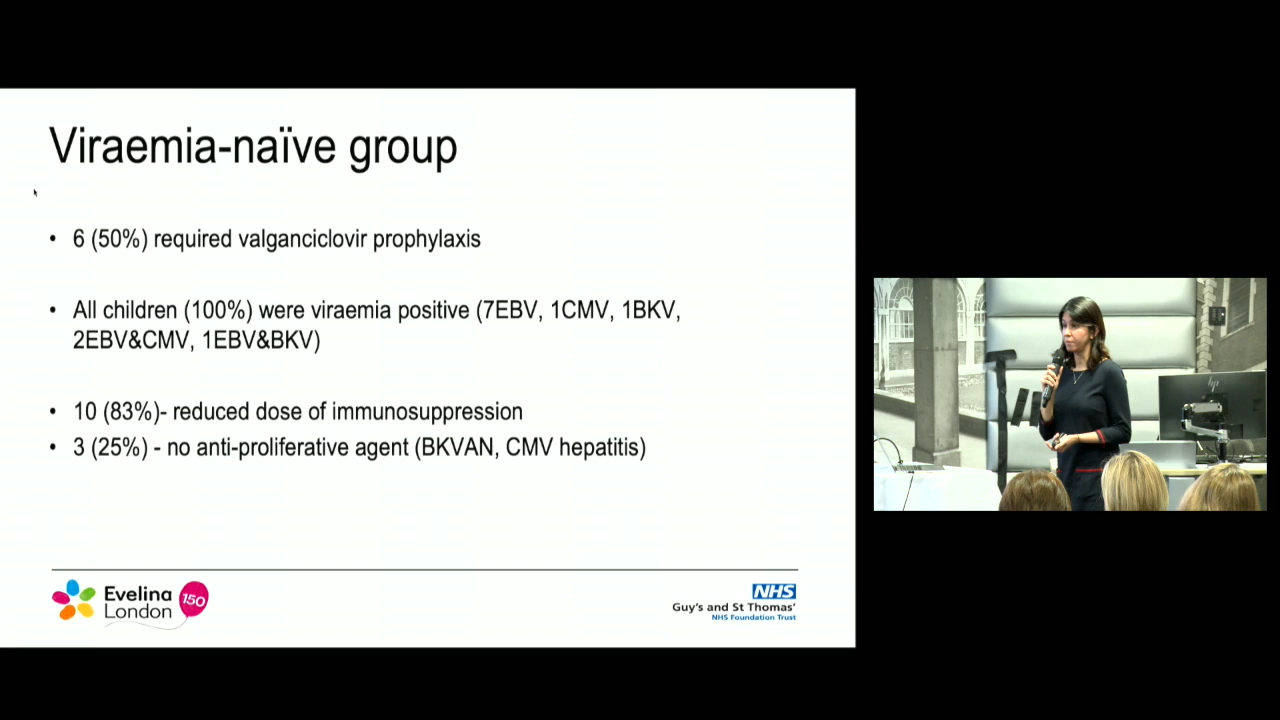 Viraemia-naïve group
• 6 (50%) required valganciclovir prophylaxis
• All children (100%) were viraemia positive (7EBV, 1CMV, 1BKV,
2EBV&CMV, 1EBV&BKV)
• 10 (83%)- reduced dose of immunosuppression
• 3 (25%) - no anti-proliferative agent (BKVAN, CMV hepatitis)
Evelina
London
150
NHS
Guy's and St Thomas'
NHS Foundation Trust
hp